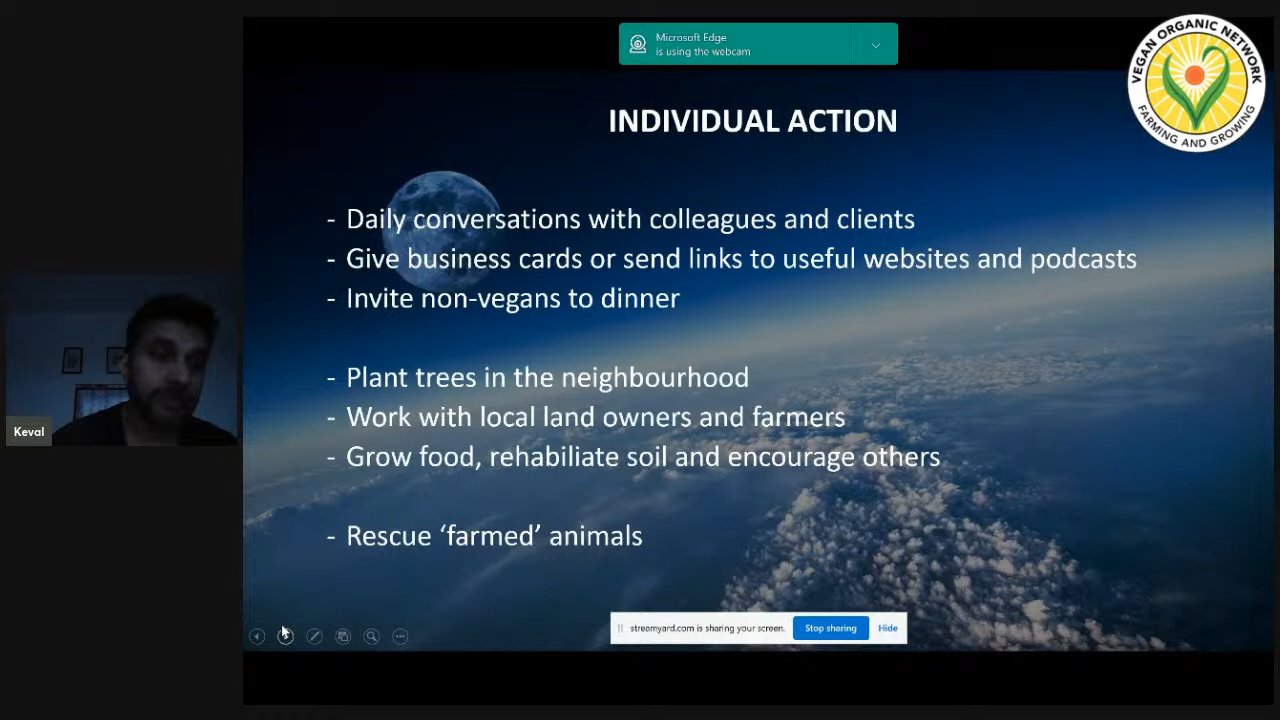 Microsoft Edge
is using the webcam
VEGAN ORGANIC NETWORK
FARMING AND GROWING
INDIVIDUAL ACTION
- Daily conversations with colleagues and clients
- Give business cards or send links to useful websites and podcasts
- Invite non-vegans to dinner
- Plant trees in the neighbourhood
- Work with local land owners and farmers
- Grow food, rehabiliate soil and encourage others
- Rescue ‘farmed’ animals
Keval
streamyard.com is sharing your screen.
Stop sharing
Hide